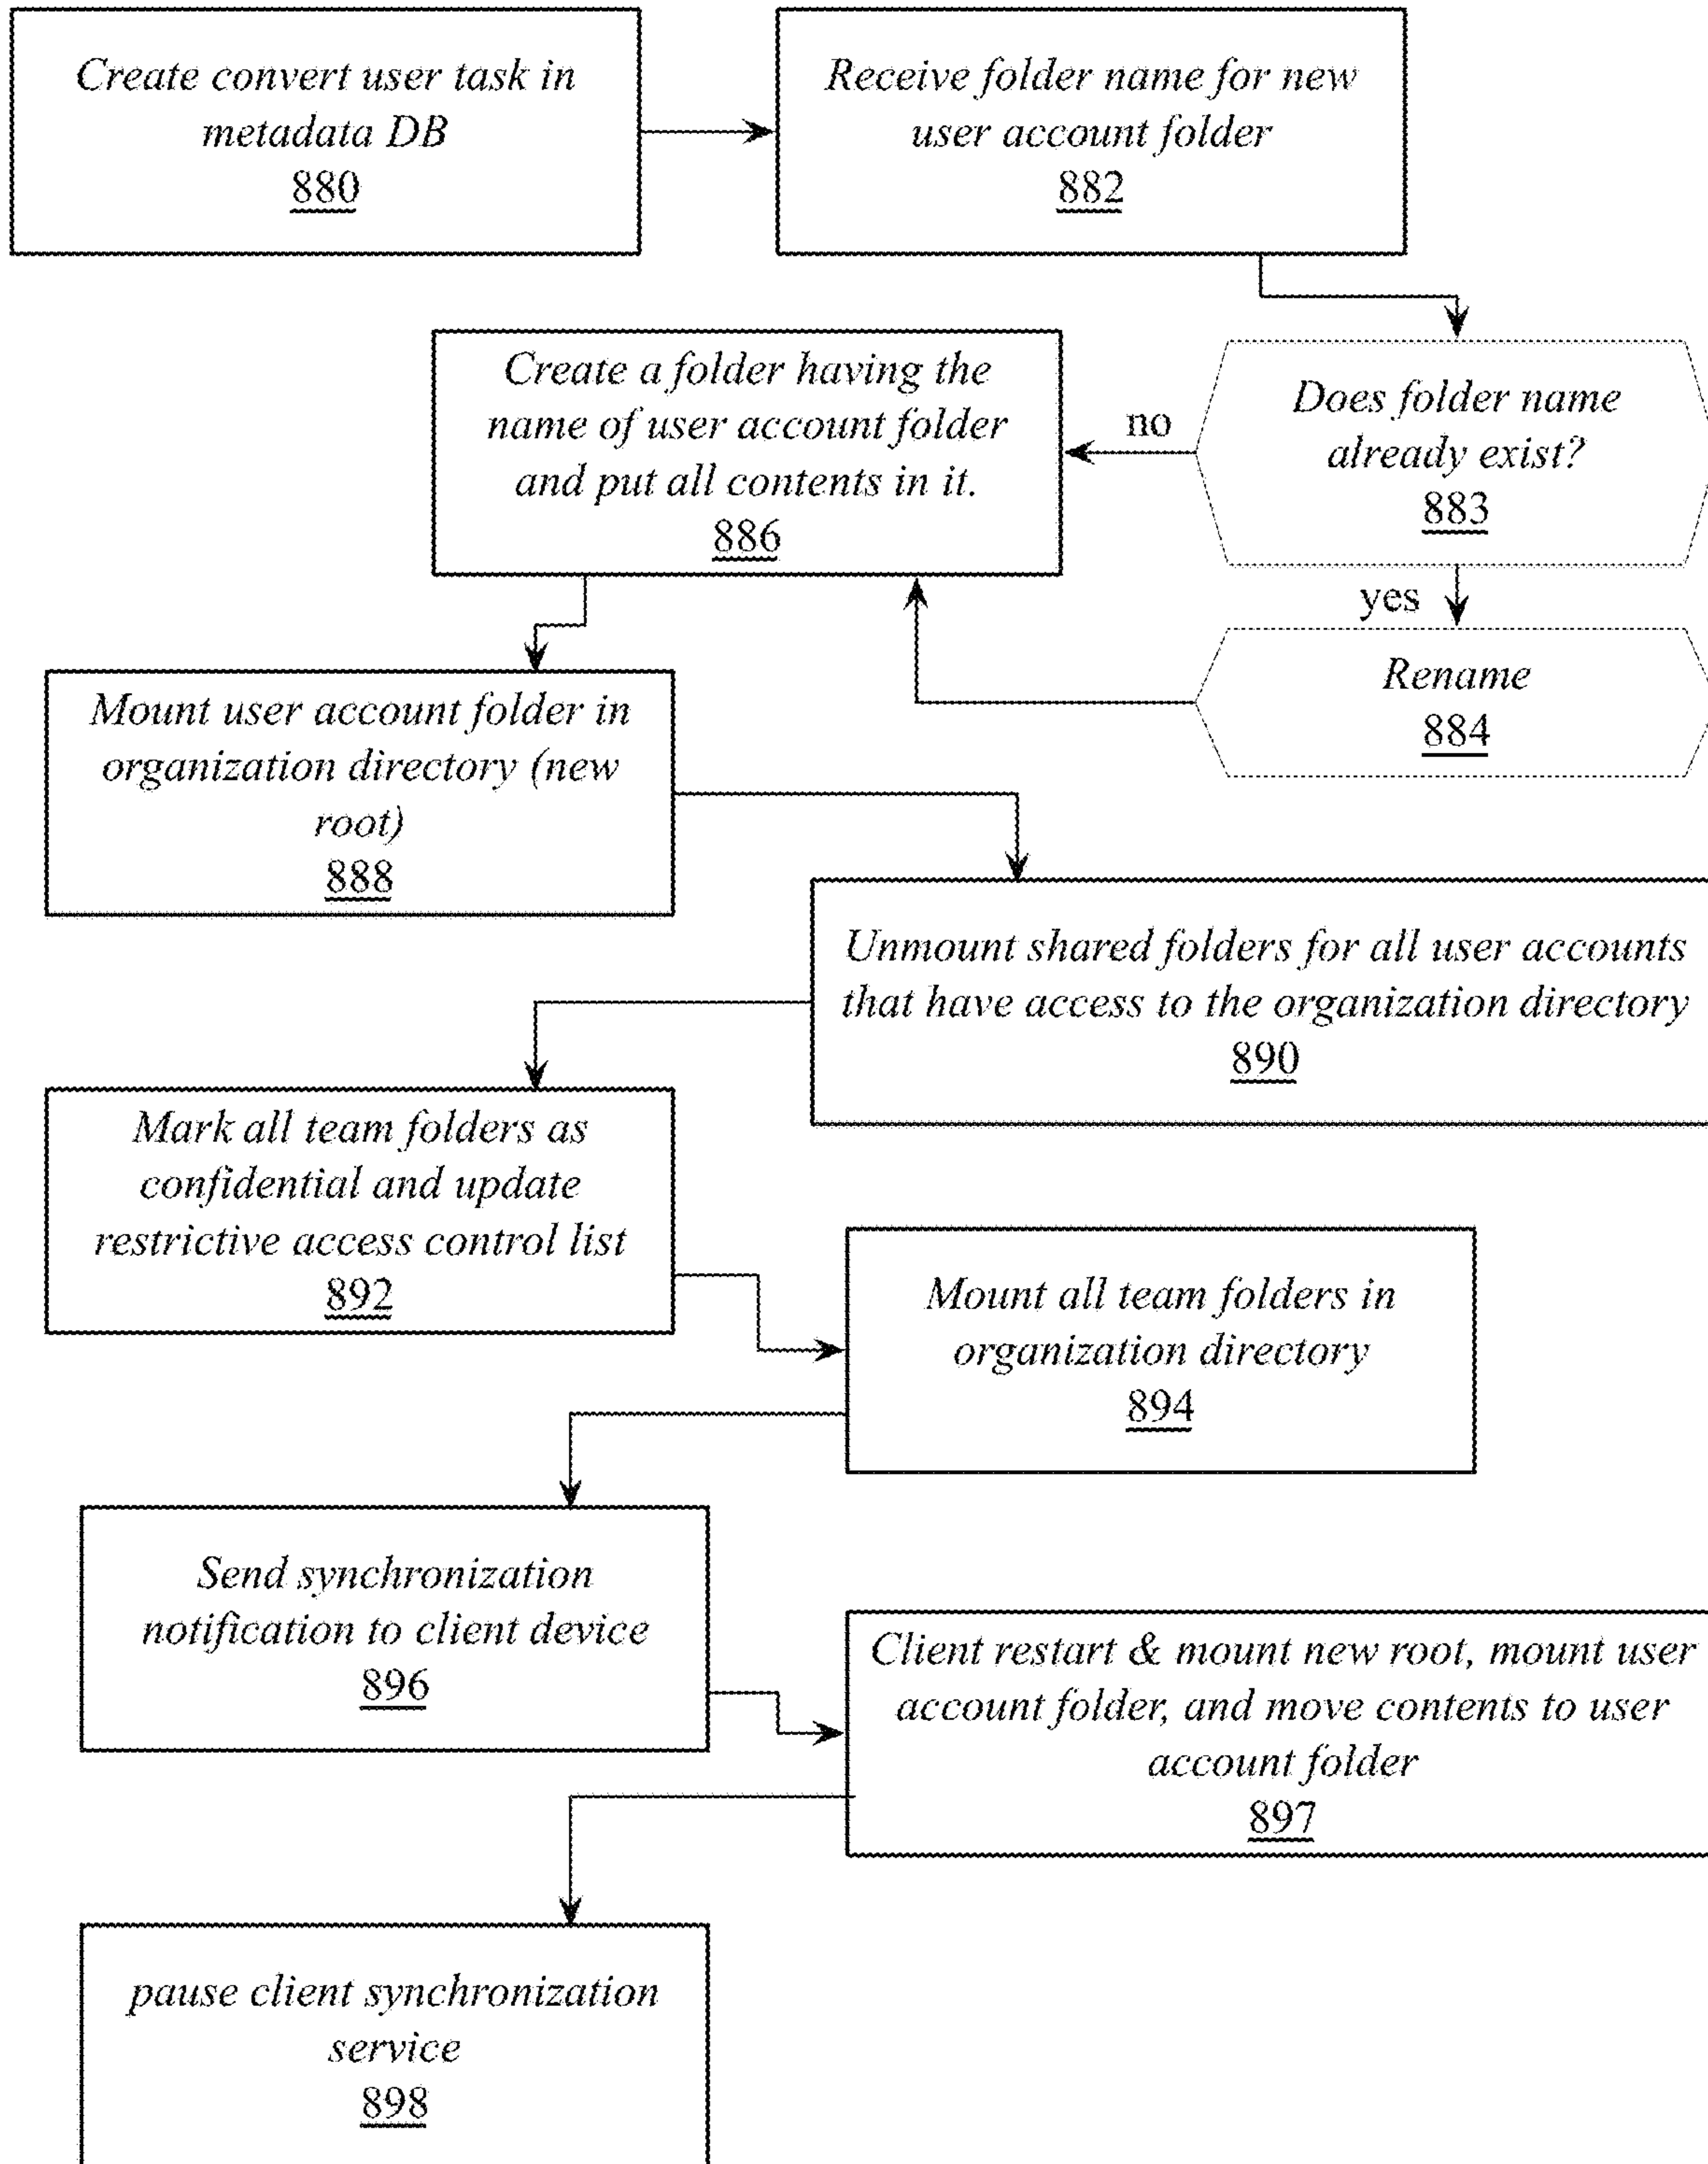 Create convert user task in
metadata DB
880
Receive folder name for new
user account folder
882
Does folder name
already exist?
883
no
yes
Rename
884
Create a folder having the
name of user account folder
and put all contents in it.
886
Mount user account folder in
organization directory (new
root)
888
Unmount shared folders for all user accounts
that have access to the organization directory
890
Mark all team folders as
confidential and update
restrictive access control list
892
Mount all team folders in
organization directory
894
Send synchronization
notification to client device
896
Client restart & mount new root, mount user
account folder, and move contents to user
account folder
897
pause client synchronization
service
898